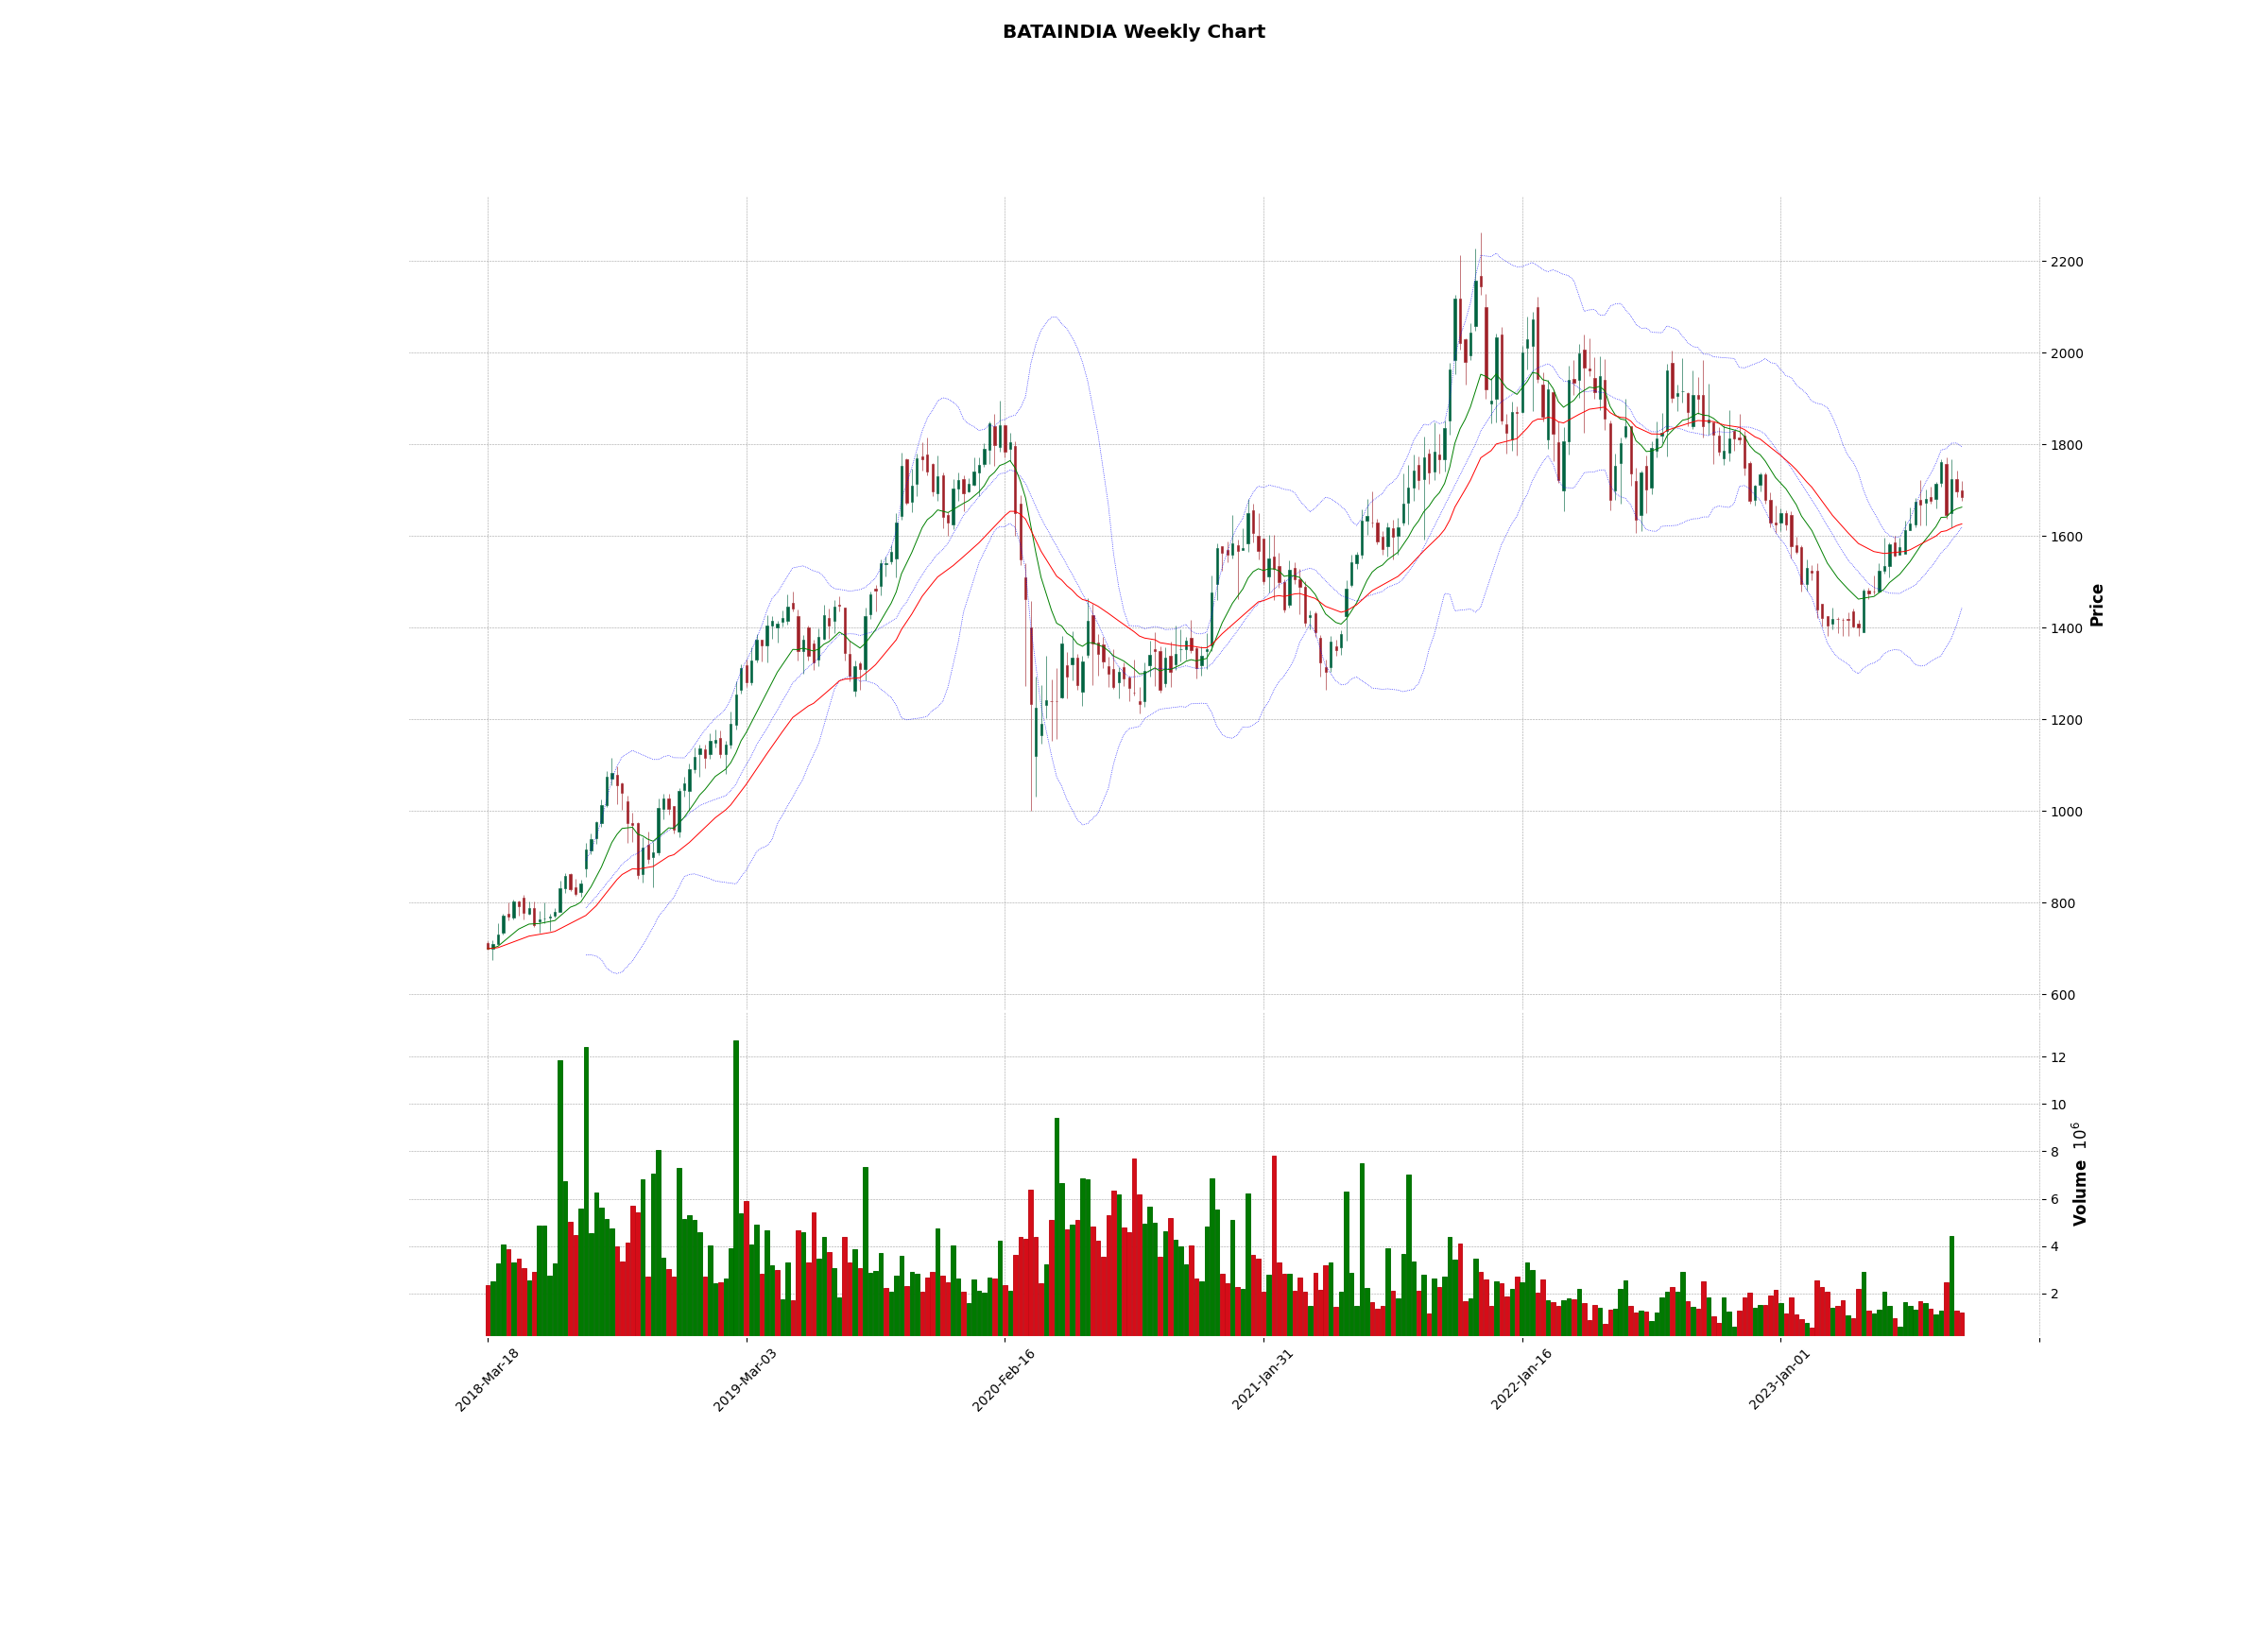 BATAINDIA Weekly Chart
2200
2000
1800
1600
1400
1200
1000
800
600
Price
12
10
8
6
4
2
Volume 10^6
2018-Mar-18
2019-Mar-03
2020-Feb-16
2021-Jan-31
2022-Jan-16
2023-Jan-01